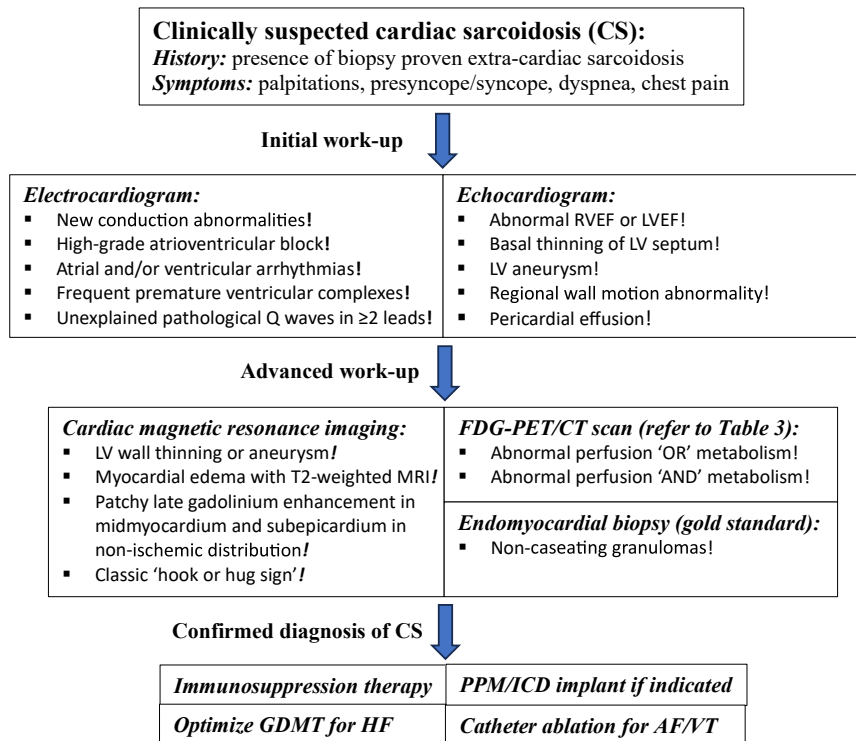 Clinically suspected cardiac sarcoidosis (CS):
History: presence of biopsy proven extra-cardiac sarcoidosis
Symptoms: palpitations, presyncope/syncope, dyspnea, chest pain
Initial work-up
Electrocardiogram:
▪ New conduction abnormalities!
▪ High-grade atrioventricular block!
▪ Atrial and/or ventricular arrhythmias!
▪ Frequent premature ventricular complexes!
▪ Unexplained pathological Q waves in ≥2 leads!
Echocardiogram:
▪ Abnormal RVEF or LVEF!
▪ Basal thinning of LV septum!
▪ LV aneurysm!
▪ Regional wall motion abnormality!
▪ Pericardial effusion!
Advanced work-up
Cardiac magnetic resonance imaging:
▪ LV wall thinning or aneurysm!
▪ Myocardial edema with T2-weighted MRI!
▪ Patchy late gadolinium enhancement in
midmyocardium and subepicardium in
non-ischemic distribution!
▪ Classic ‘hook or hug sign’!
FDG-PET/CT scan (refer to Table 3):
▪ Abnormal perfusion ‘OR’ metabolism!
▪ Abnormal perfusion ‘AND’ metabolism!
Endomyocardial biopsy (gold standard):
▪ Non-caseating granulomas!
Confirmed diagnosis of CS
Immunosuppression therapy
PPM/ICD implant if indicated
Optimize GDMT for HF
Catheter ablation for AF/VT